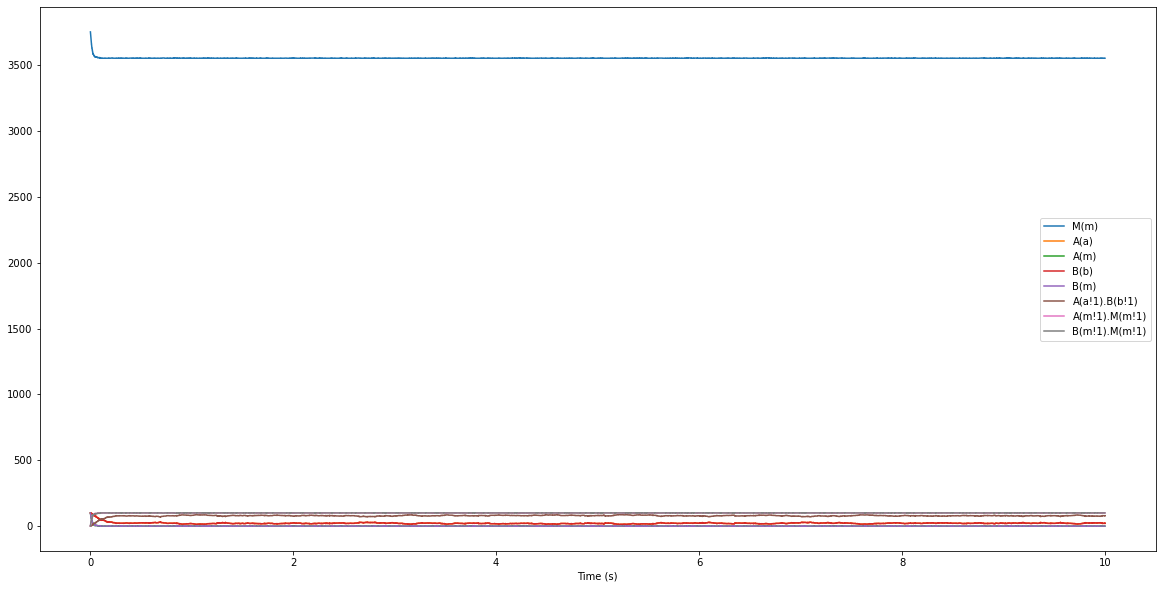 3500
3000
2500
2000
1500
1000
500
0
M(m)
A(a)
A(m)
B(b)
B(m)
A(a!1).B(b!1)
A(m!1).M(m!1)
B(m!1).M(m!1)
0 2 4 6 8 10
Time (s)